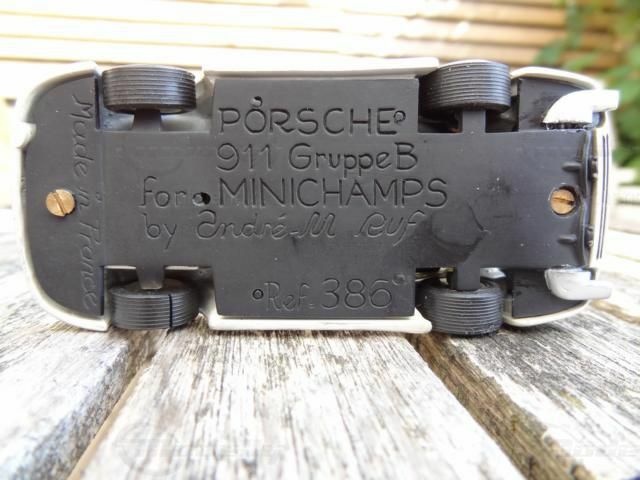 PORSCHE
911 Gruppe B
for MINICHAMPS
by André-M Ruf
Ref. 386
Made in France